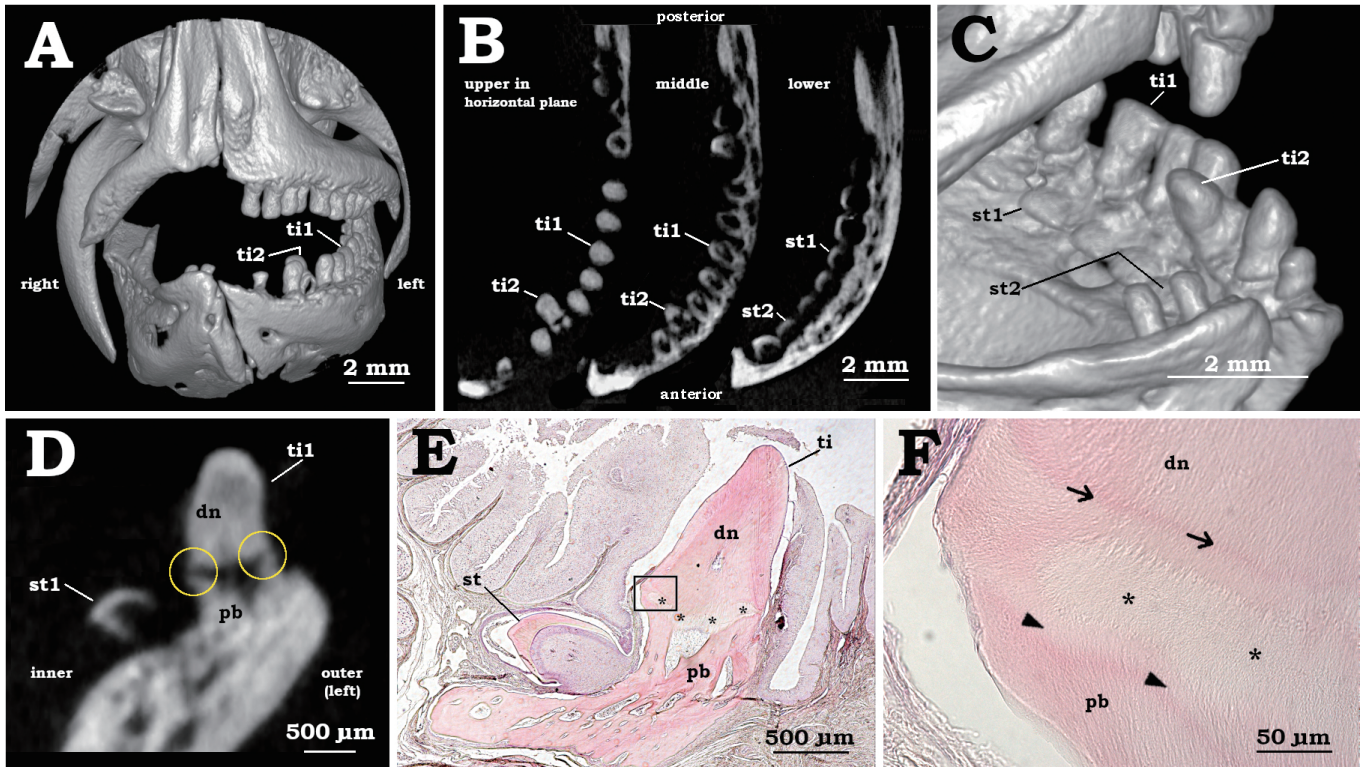 A
ti1
ti2
right
left
2 mm
B
posterior
upper in
horizontal plane
middle
lower
ti1
ti1
st1
ti2
ti2
st2
anterior
2 mm
C
ti1
ti2
st1
st2
2 mm
D
ti1
dn
st1
pb
inner
outer
(left)
500 µm
E
ti
dn
st
*
*
*
*
pb
500 µm
F
dn
*
*
pb
50 µm